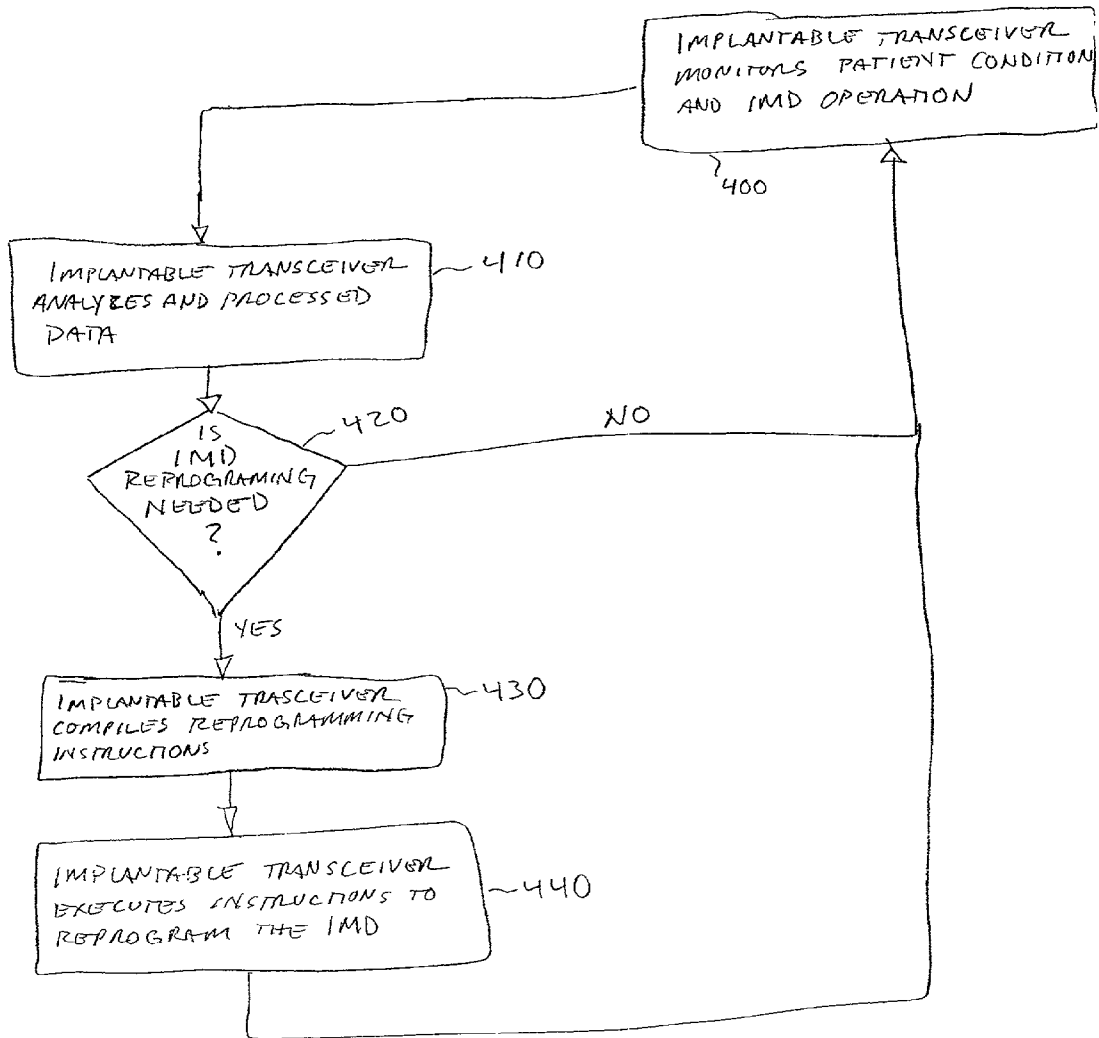 IMPLANTABLE TRANSCEIVER
MONITORS PATIENT CONDITION
AND IMD OPERATION
400
IMPLANTABLE TRANSCEIVER
ANALYZES AND PROCESSED
DATA
410
IS
IMD
REPROGRAMING
NEEDED
?
420
NO
YES
IMPLANTABLE TRASCEIVER
COMPILES REPROGRAMMING
INSTRUCTIONS
430
IMPLANTABLE TRANSCEIVER
EXECUTES INSTRUCTIONS TO
REPROGRAM THE IMD
440